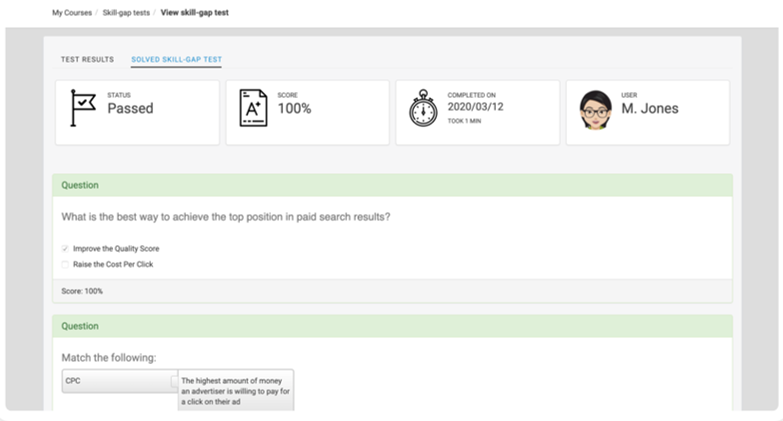 My Courses / Skill-gap tests / View skill-gap test
TEST RESULTS SOLVED SKILL-GAP TEST
STATUS
Passed
A+
SCORE
100%
COMPLETED ON
2020/03/12
TOOK 1 MIN
USER
M. Jones
Question
What is the best way to achieve the top position in paid search results?
Improve the Quality Score
Raise the Cost Per Click
Score: 100%
Question
Match the following:
CPC
The highest amount of money
an advertiser is willing to pay for
a click on their ad